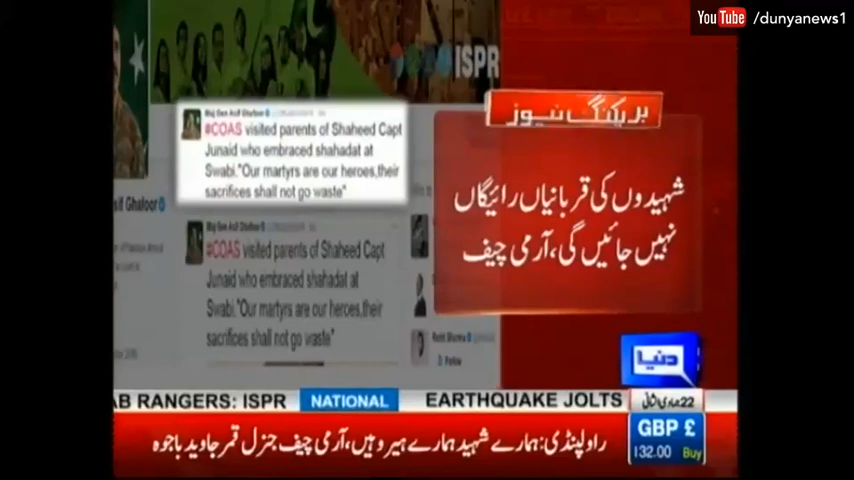 YouTube /dunyanews1
ISPR
Maj Gen Asif Ghafoor
#COAS visited parents of Shaheed Capt
Junaid who embraced shahadat at
Swabi."Our martyrs are our heroes,their
sacrifices shall not go waste"
sif Ghafoor
Maj Gen Asif Ghafoor
#COAS visited parents of Shaheed Capt
Junaid who embraced shahadat at
Swabi."Our martyrs are our heroes,their
sacrifices shall not go waste"
Follow
بریکنگ نیوز
شہیدوں کی قربانیاں رائیگاں
نہیں جائیں گی، آرمی چیف
دنیا
AB RANGERS: ISPR NATIONAL EARTHQUAKE JOLTS
22 جمادی الثانی
راولپنڈی: ہمارے شہید ہمارے ہیرو ہیں، آرمی چیف جنرل قمر جاوید باجوہ
GBP £
132.00 Buy